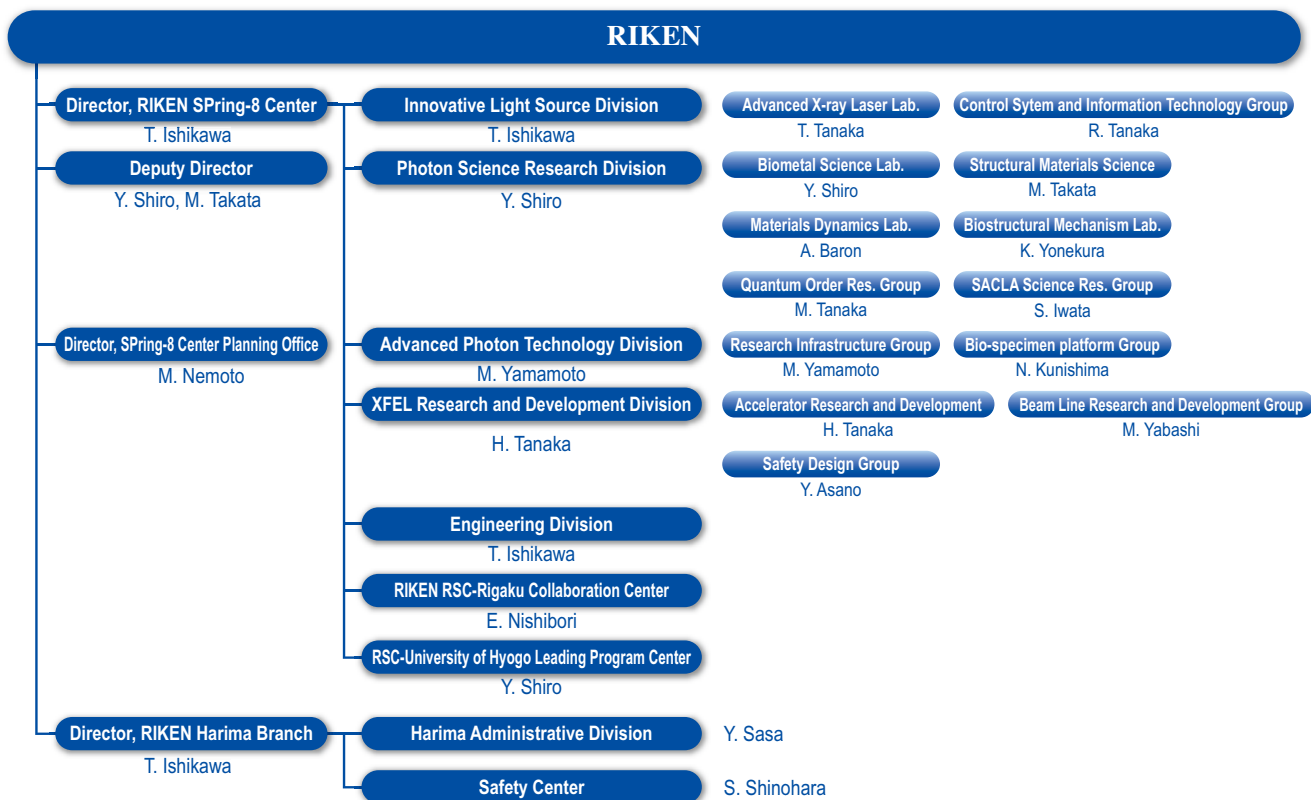 RIKEN
Director, RIKEN SPring-8 Center
T. Ishikawa
Deputy Director
Y. Shiro, M. Takata
Director, SPring-8 Center Planning Office
M. Nemoto
Director, RIKEN Harima Branch
T. Ishikawa
Innovative Light Source Division
T. Ishikawa
Photon Science Research Division
Y. Shiro
Advanced Photon Technology Division
M. Yamamoto
XFEL Research and Development Division
H. Tanaka
Engineering Division
T. Ishikawa
RIKEN RSC-Rigaku Collaboration Center
E. Nishibori
RSC-University of Hyogo Leading Program Center
Y. Shiro
Harima Administrative Division
Y. Sasa
Safety Center
S. Shinohara
Advanced X-ray Laser Lab.
T. Tanaka
Control Sytem and Information Technology Group
R. Tanaka
Biometal Science Lab.
Y. Shiro
Structural Materials Science
M. Takata
Materials Dynamics Lab.
A. Baron
Biostructural Mechanism Lab.
K. Yonekura
Quantum Order Res. Group
M. Tanaka
SACLA Science Res. Group
S. Iwata
Research Infrastructure Group
M. Yamamoto
Bio-specimen platform Group
N. Kunishima
Accelerator Research and Development
H. Tanaka
Beam Line Research and Development Group
M. Yabashi
Safety Design Group
Y. Asano